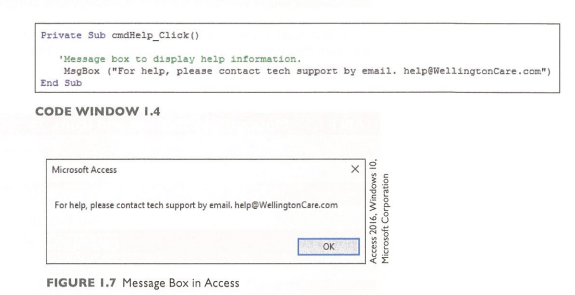 Private Sub cmdHelp_Click()
'Message box to display help information.
MsgBox ("For help, please contact tech support by email. help@WellingtonCare.com")
End Sub
CODE WINDOW 1.4
Microsoft Access
For help, please contact tech support by email. help@WellingtonCare.com
OK
Access 2016, Windows 10,
Microsoft Corporation
FIGURE 1.7 Message Box in Access